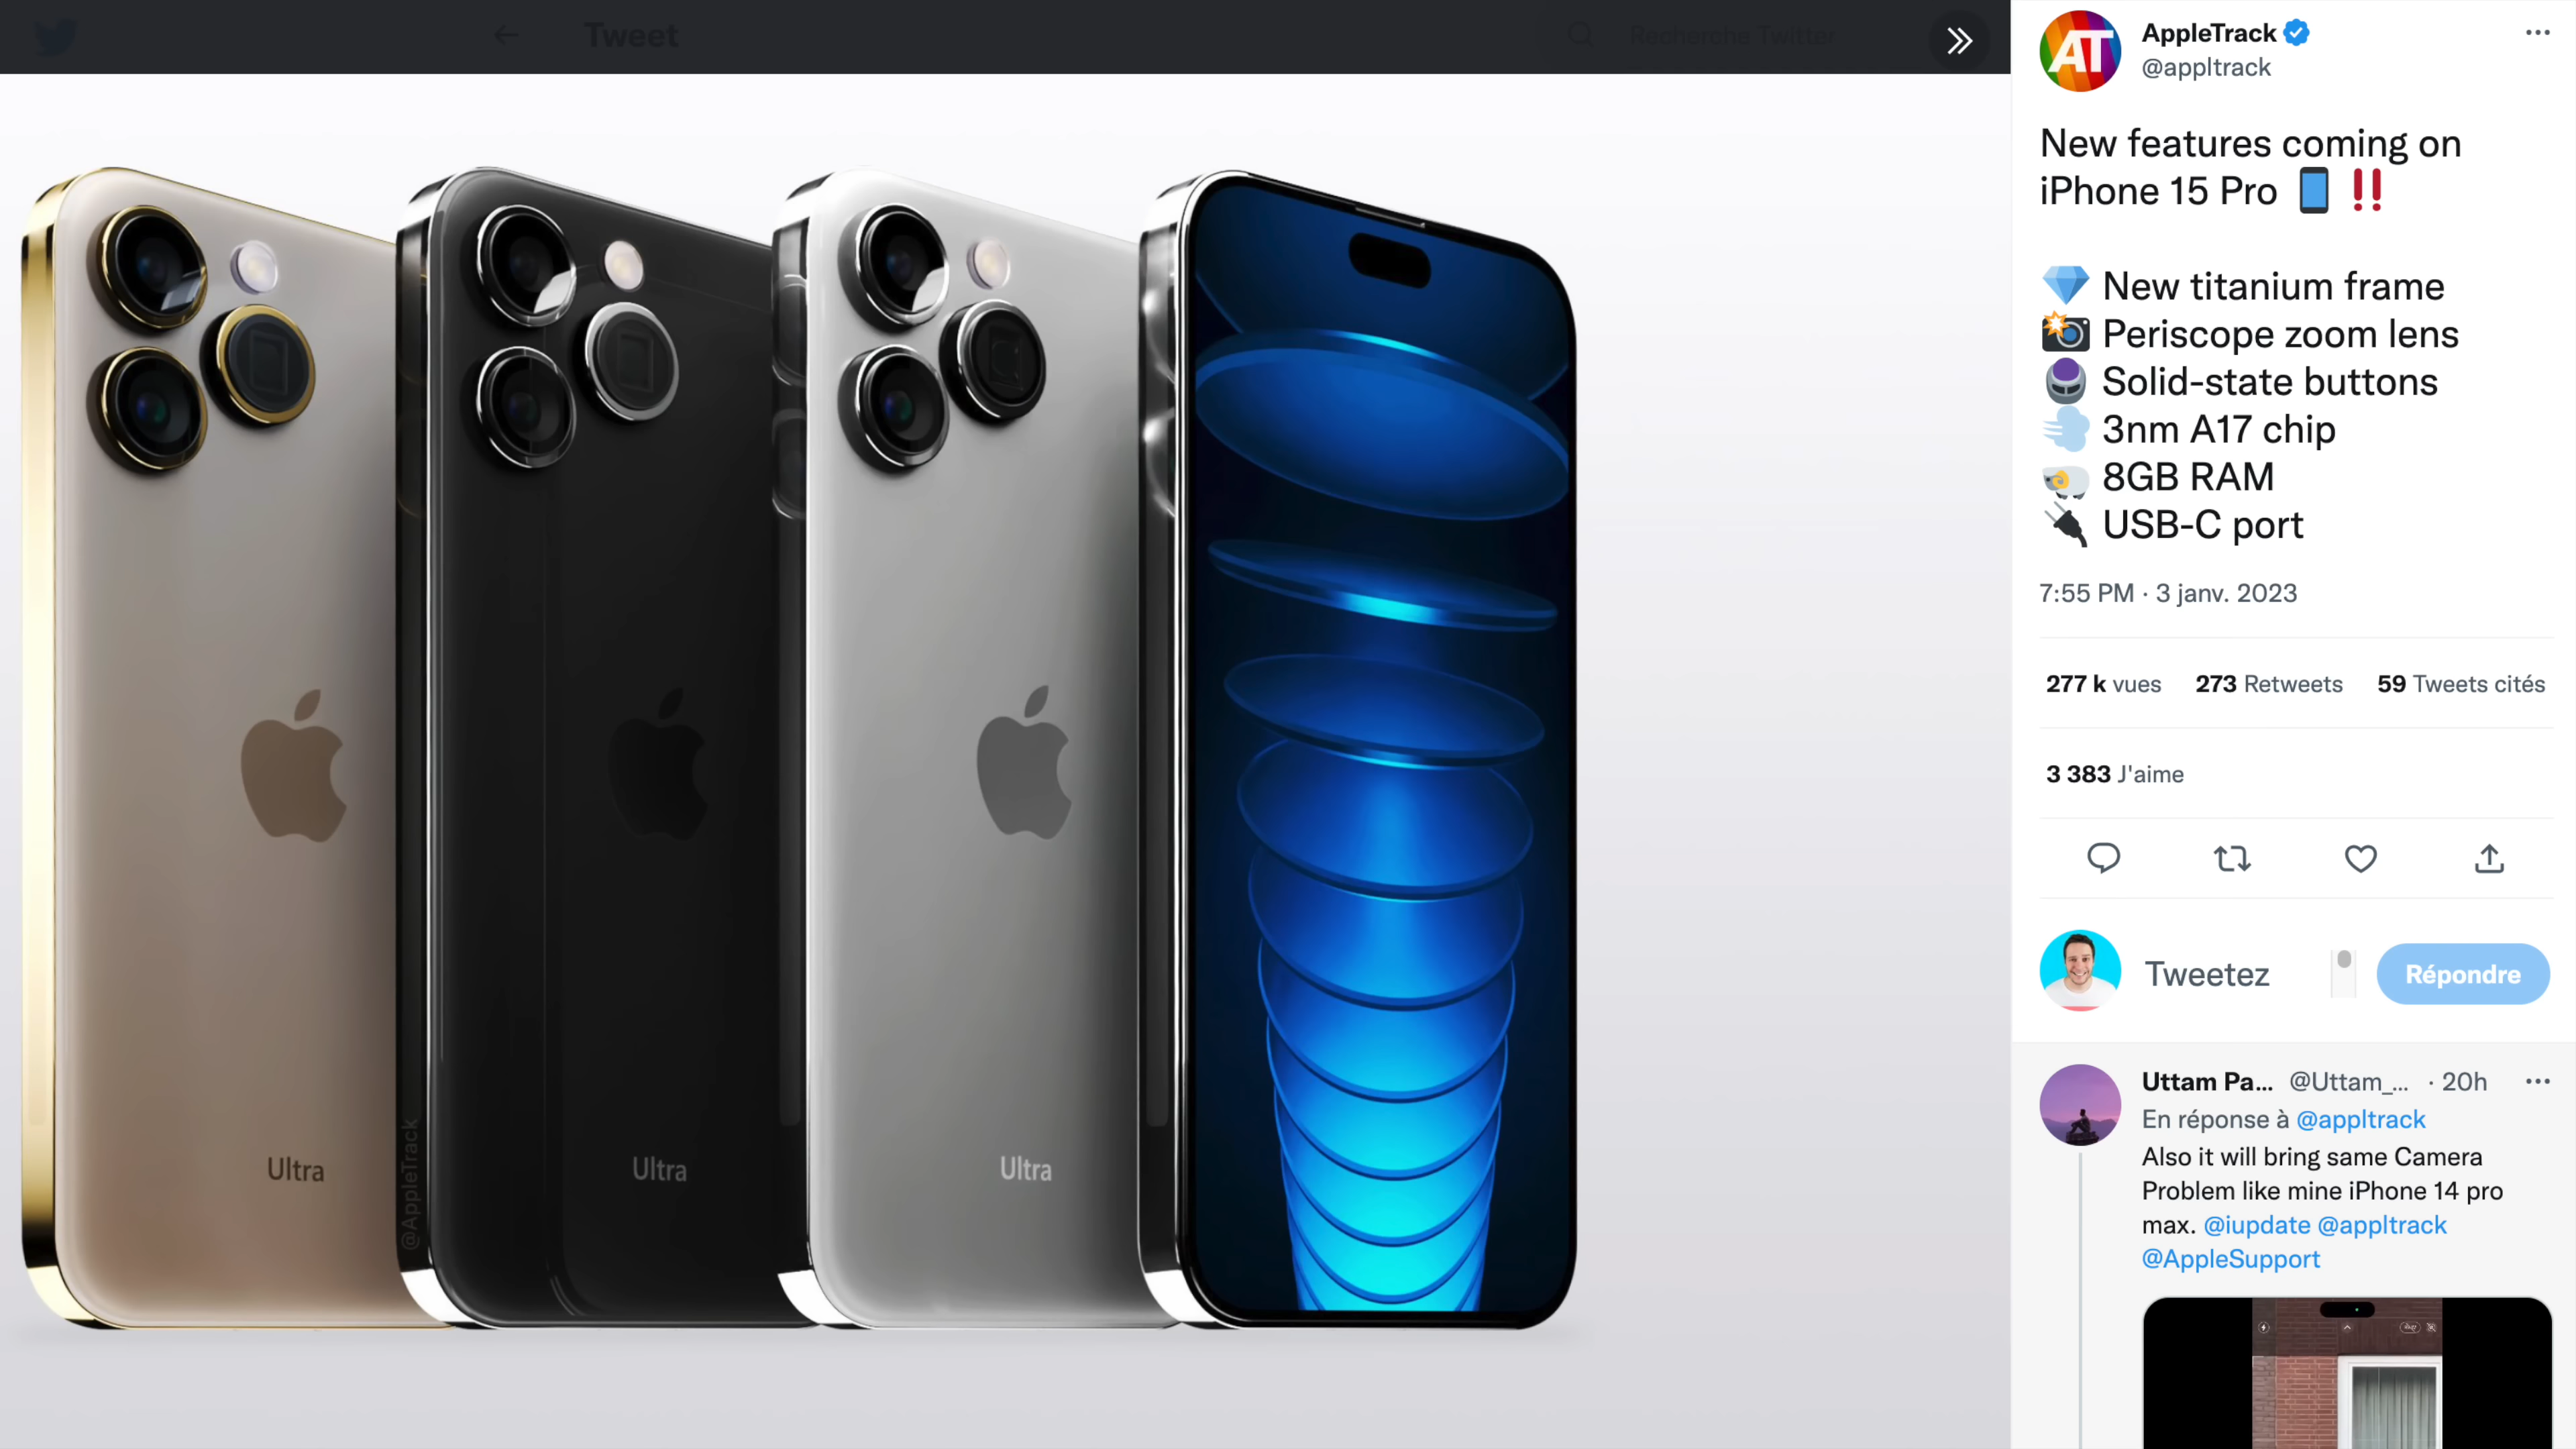 Tweet
Recherche Twitter
Ultra
@AppleTrack
Ultra
Ultra
AT
AppleTrack
@appltrack
New features coming on
iPhone 15 Pro 📱 ‼️
💎 New titanium frame
📸 Periscope zoom lens
Solid-state buttons
💨 3nm A17 chip
🐏 8GB RAM
🔌 USB-C port
7:55 PM · 3 janv. 2023
277 k vues 273 Retweets 59 Tweets cités
3 383 J'aime
Tweetez Répondre
Uttam Pa... @Uttam_... · 20h
En réponse à @appltrack
Also it will bring same Camera
Problem like mine iPhone 14 pro
max. @iupdate @appltrack
@AppleSupport